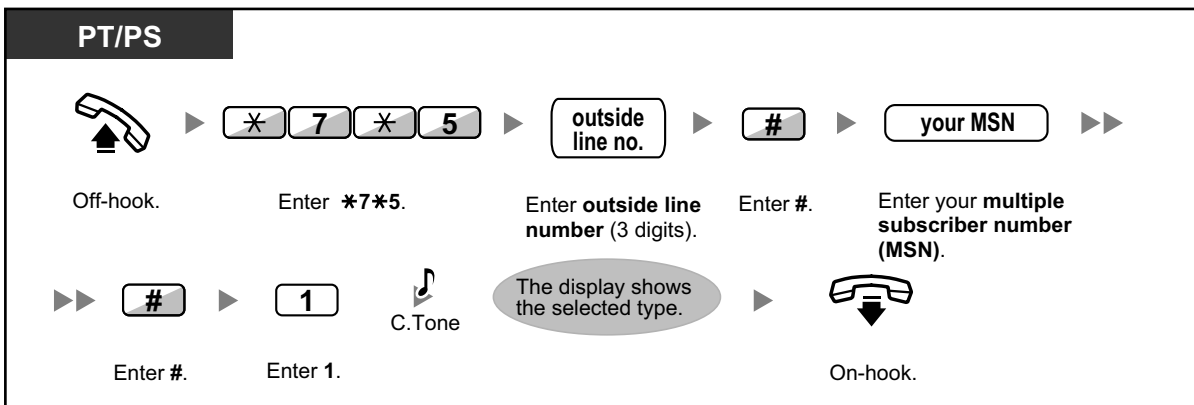 PT/PS
✳ 7 ✳ 5
outside
line no.
#
your MSN
Off-hook.
Enter ✳7✳5.
Enter outside line
number (3 digits).
Enter #.
Enter your multiple
subscriber number
(MSN).
#
1
C.Tone
The display shows
the selected type.
Enter #.
Enter 1.
On-hook.